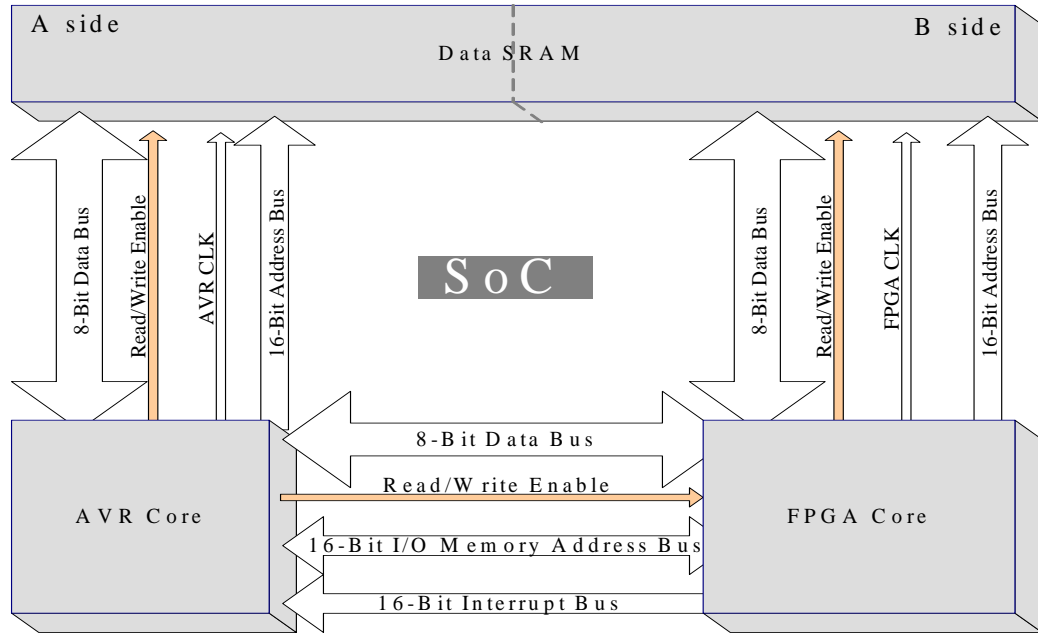 A side
B side
Data SRAM
8-Bit Data Bus
Read/Write Enable
AVR CLK
16-Bit Address Bus
SoC
8-Bit Data Bus
Read/Write Enable
FPGA CLK
16-Bit Address Bus
8-Bit Data Bus
Read/Write Enable
AVR Core
FPGA Core
16-Bit I/O Memory Address Bus
16-Bit Interrupt Bus